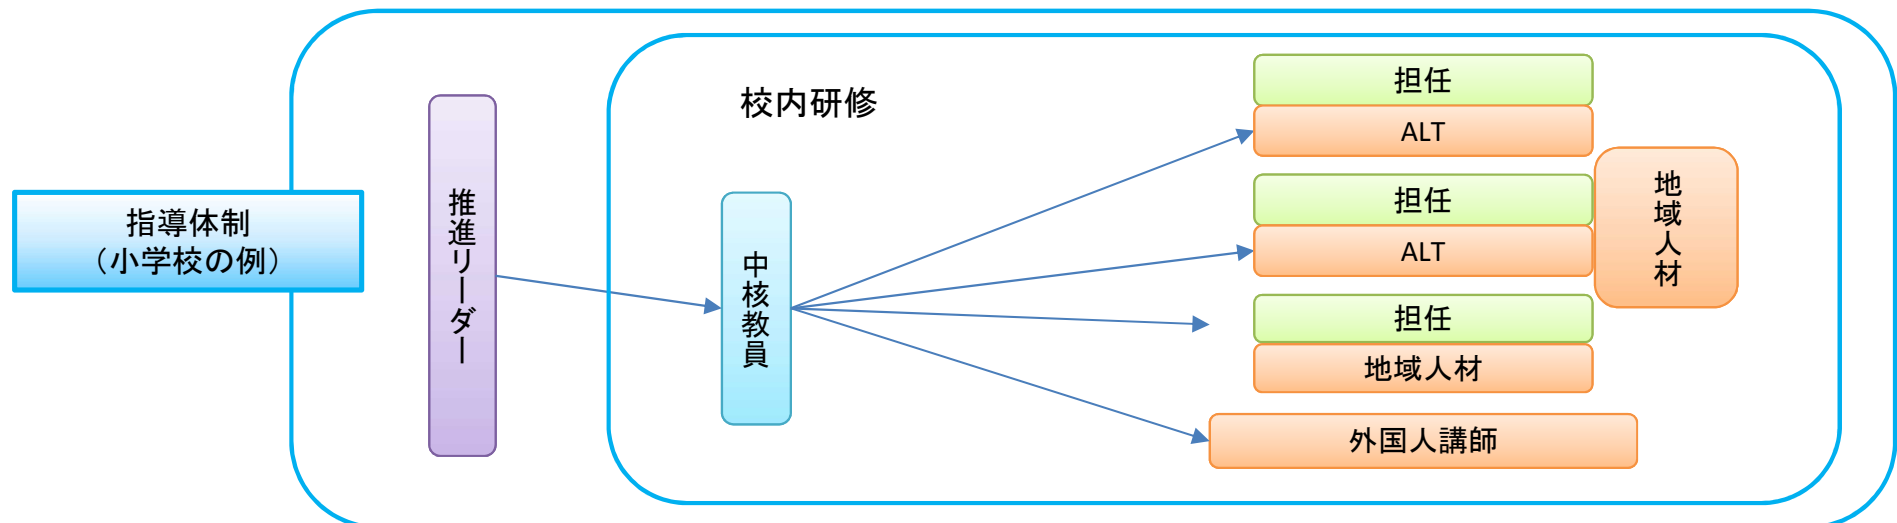 指導体制
（小学校の例）
推進リーダー
校内研修
中核教員
担任
ALT
担任
ALT
地域人材
担任
地域人材
外国人講師